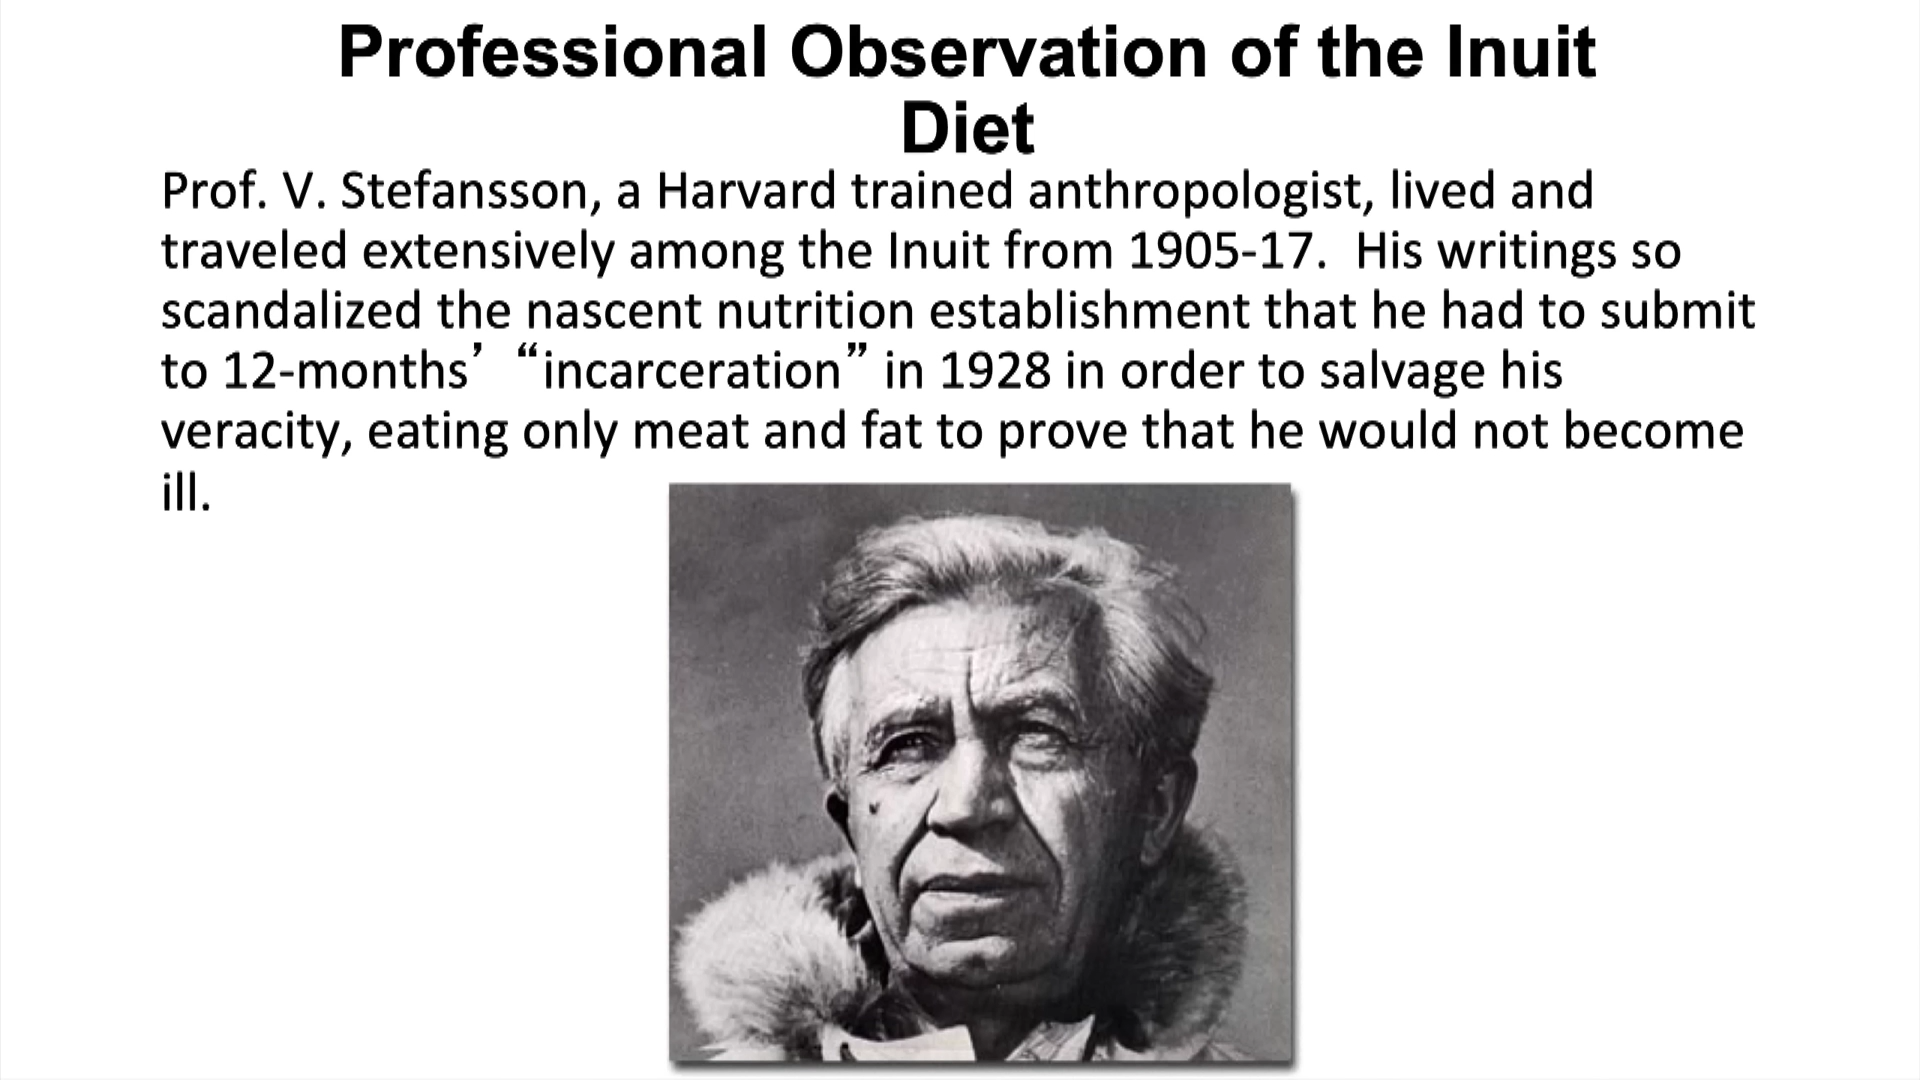 Professional Observation of the Inuit
Diet
Prof. V. Stefansson, a Harvard trained anthropologist, lived and
traveled extensively among the Inuit from 1905-17.  His writings so
scandalized the nascent nutrition establishment that he had to submit
to 12-months’ “incarceration” in 1928 in order to salvage his
veracity, eating only meat and fat to prove that he would not become
ill.